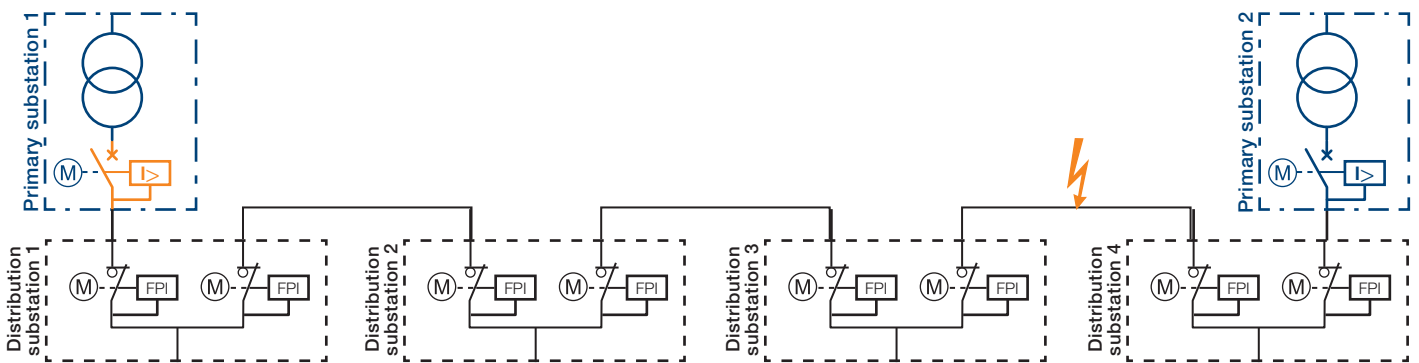 Primary substation 1
M
I>
Primary substation 2
M
I>
Distribution
substation 1
M
FPI
M
FPI
Distribution
substation 2
M
FPI
M
FPI
Distribution
substation 3
M
FPI
M
FPI
Distribution
substation 4
M
FPI
M
FPI